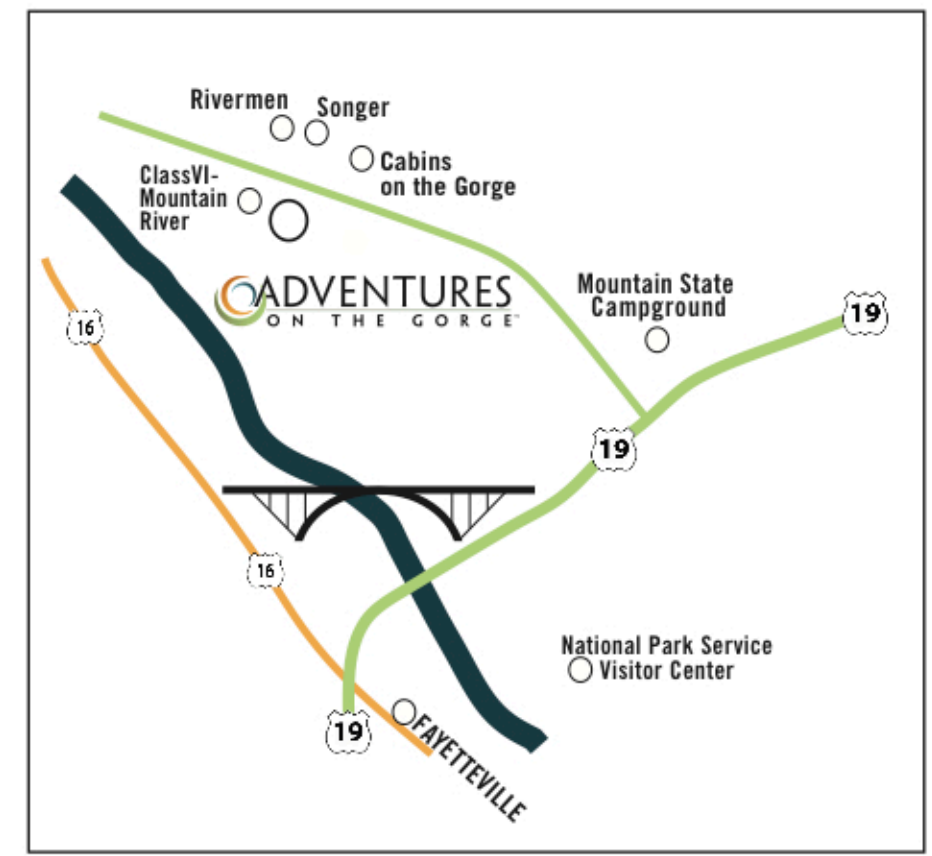 Rivermen
Songer
Cabins
on the Gorge
ClassVI-
Mountain
River
ADVENTURES
ON THE GORGE™
Mountain State
Campground
19
16
19
16
National Park Service
Visitor Center
19
FAYETTEVILLE